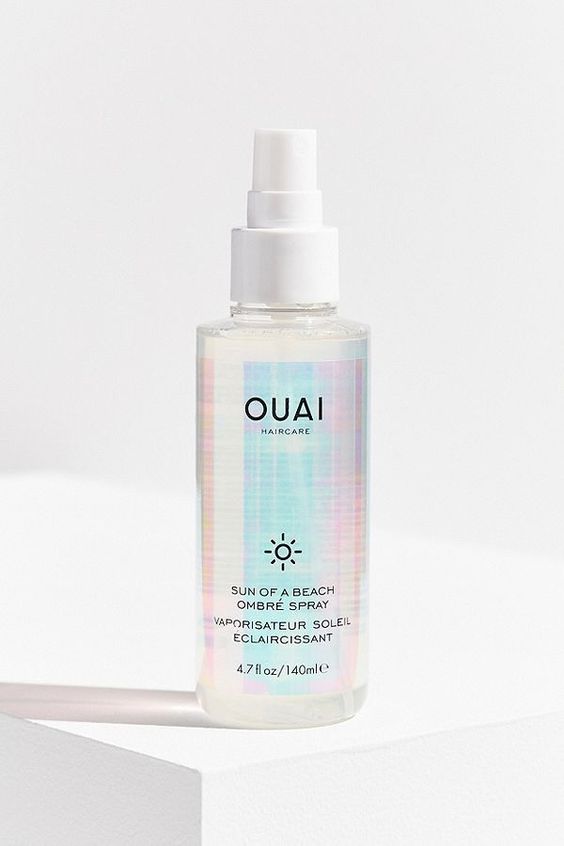 OUAI
HAIRCARE
SUN OF A BEACH
OMBRÉ SPRAY
VAPORISATEUR SOLEIL
ECLAIRCISSANT
4.7 fl oz/140ml℮